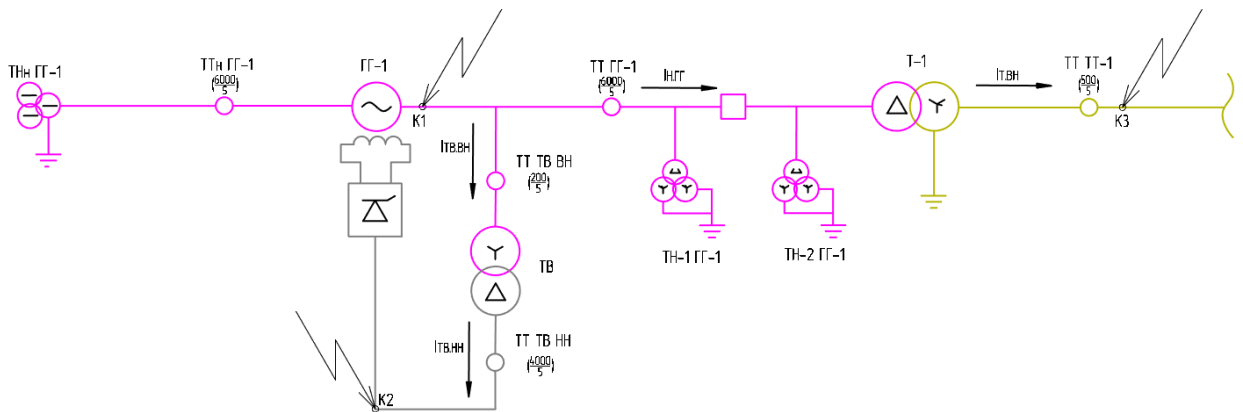 ТНн ГГ-1
ТТн ГГ-1
(6000/5)
ГГ-1
К1
ТТ ГГ-1
(6000/5)
Iн.ГГ
Т-1
Iт.ВН
ТТ ТТ-1
(500/5)
К3
Iтв.вн
ТТ ТВ ВН
(200/5)
ТН-1 ГГ-1
ТН-2 ГГ-1
ТВ
Iтв.нн
ТТ ТВ НН
(4000/5)
К2